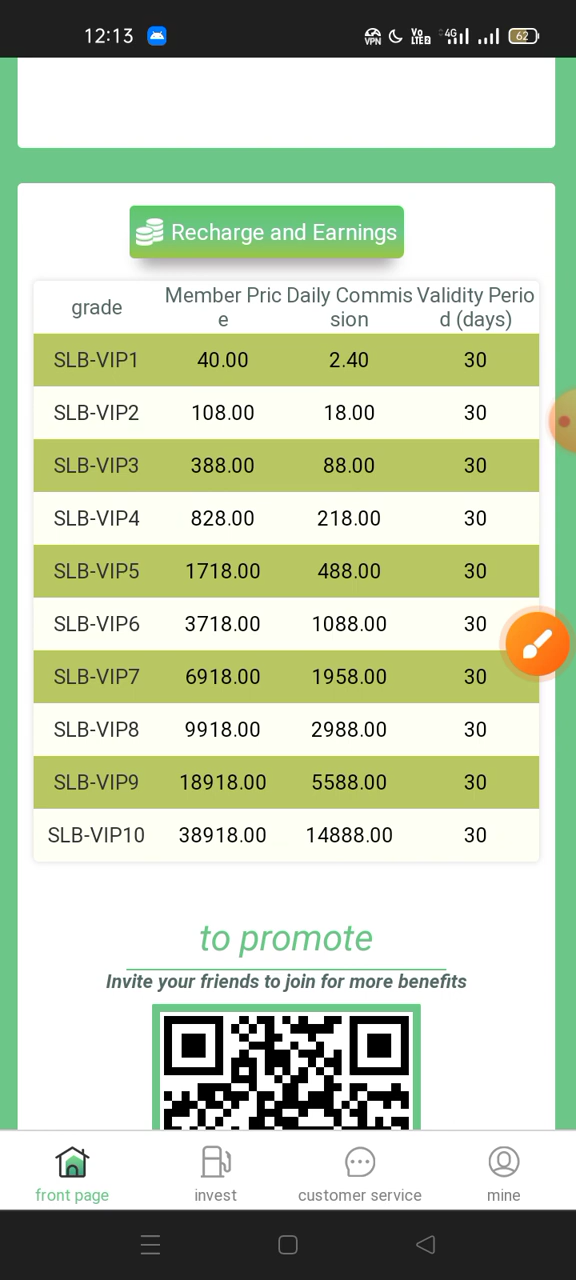 12:13 VPN Vo LTE2 4G 62
Recharge and Earnings
grade Member Pric Daily Commis Validity Perio
e sion d (days)
SLB-VIP1 40.00 2.40 30
SLB-VIP2 108.00 18.00 30
SLB-VIP3 388.00 88.00 30
SLB-VIP4 828.00 218.00 30
SLB-VIP5 1718.00 488.00 30
SLB-VIP6 3718.00 1088.00 30
SLB-VIP7 6918.00 1958.00 30
SLB-VIP8 9918.00 2988.00 30
SLB-VIP9 18918.00 5588.00 30
SLB-VIP10 38918.00 14888.00 30
to promote
Invite your friends to join for more benefits
front page invest customer service mine